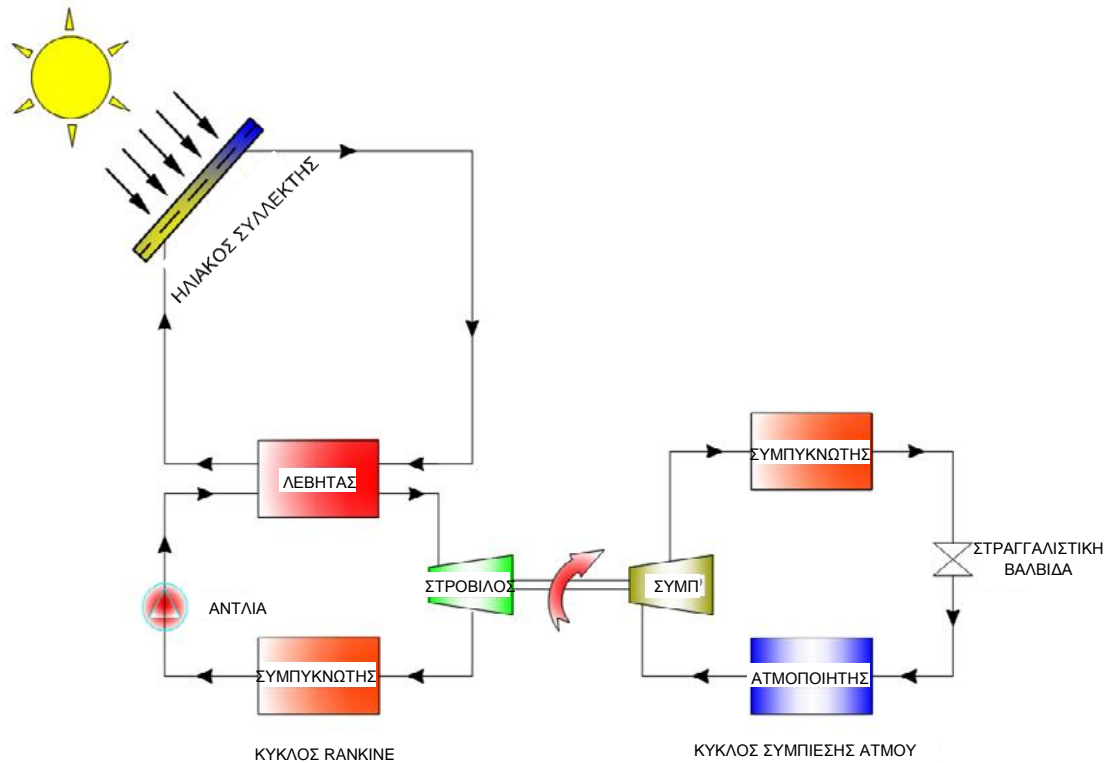 ΗΛΙΑΚΟΣ ΣΥΛΛΕΚΤΗΣ
ΣΥΜΠΥΚΝΩΤΗΣ
ΛΕΒΗΤΑΣ
ΣΤΡΑΓΓΑΛΙΣΤΙΚΗ
ΒΑΛΒΙΔΑ
ΣΤΡΟΒΙΛΟΣ
ΣΥΜΠ
ΑΝΤΛΙΑ
ΣΥΜΠΥΚΝΩΤΗΣ
ΑΤΜΟΠΟΙΗΤΗΣ
ΚΥΚΛΟΣ RANKINE
ΚΥΚΛΟΣ ΣΥΜΠΙΕΣΗΣ ΑΤΜΟΥ